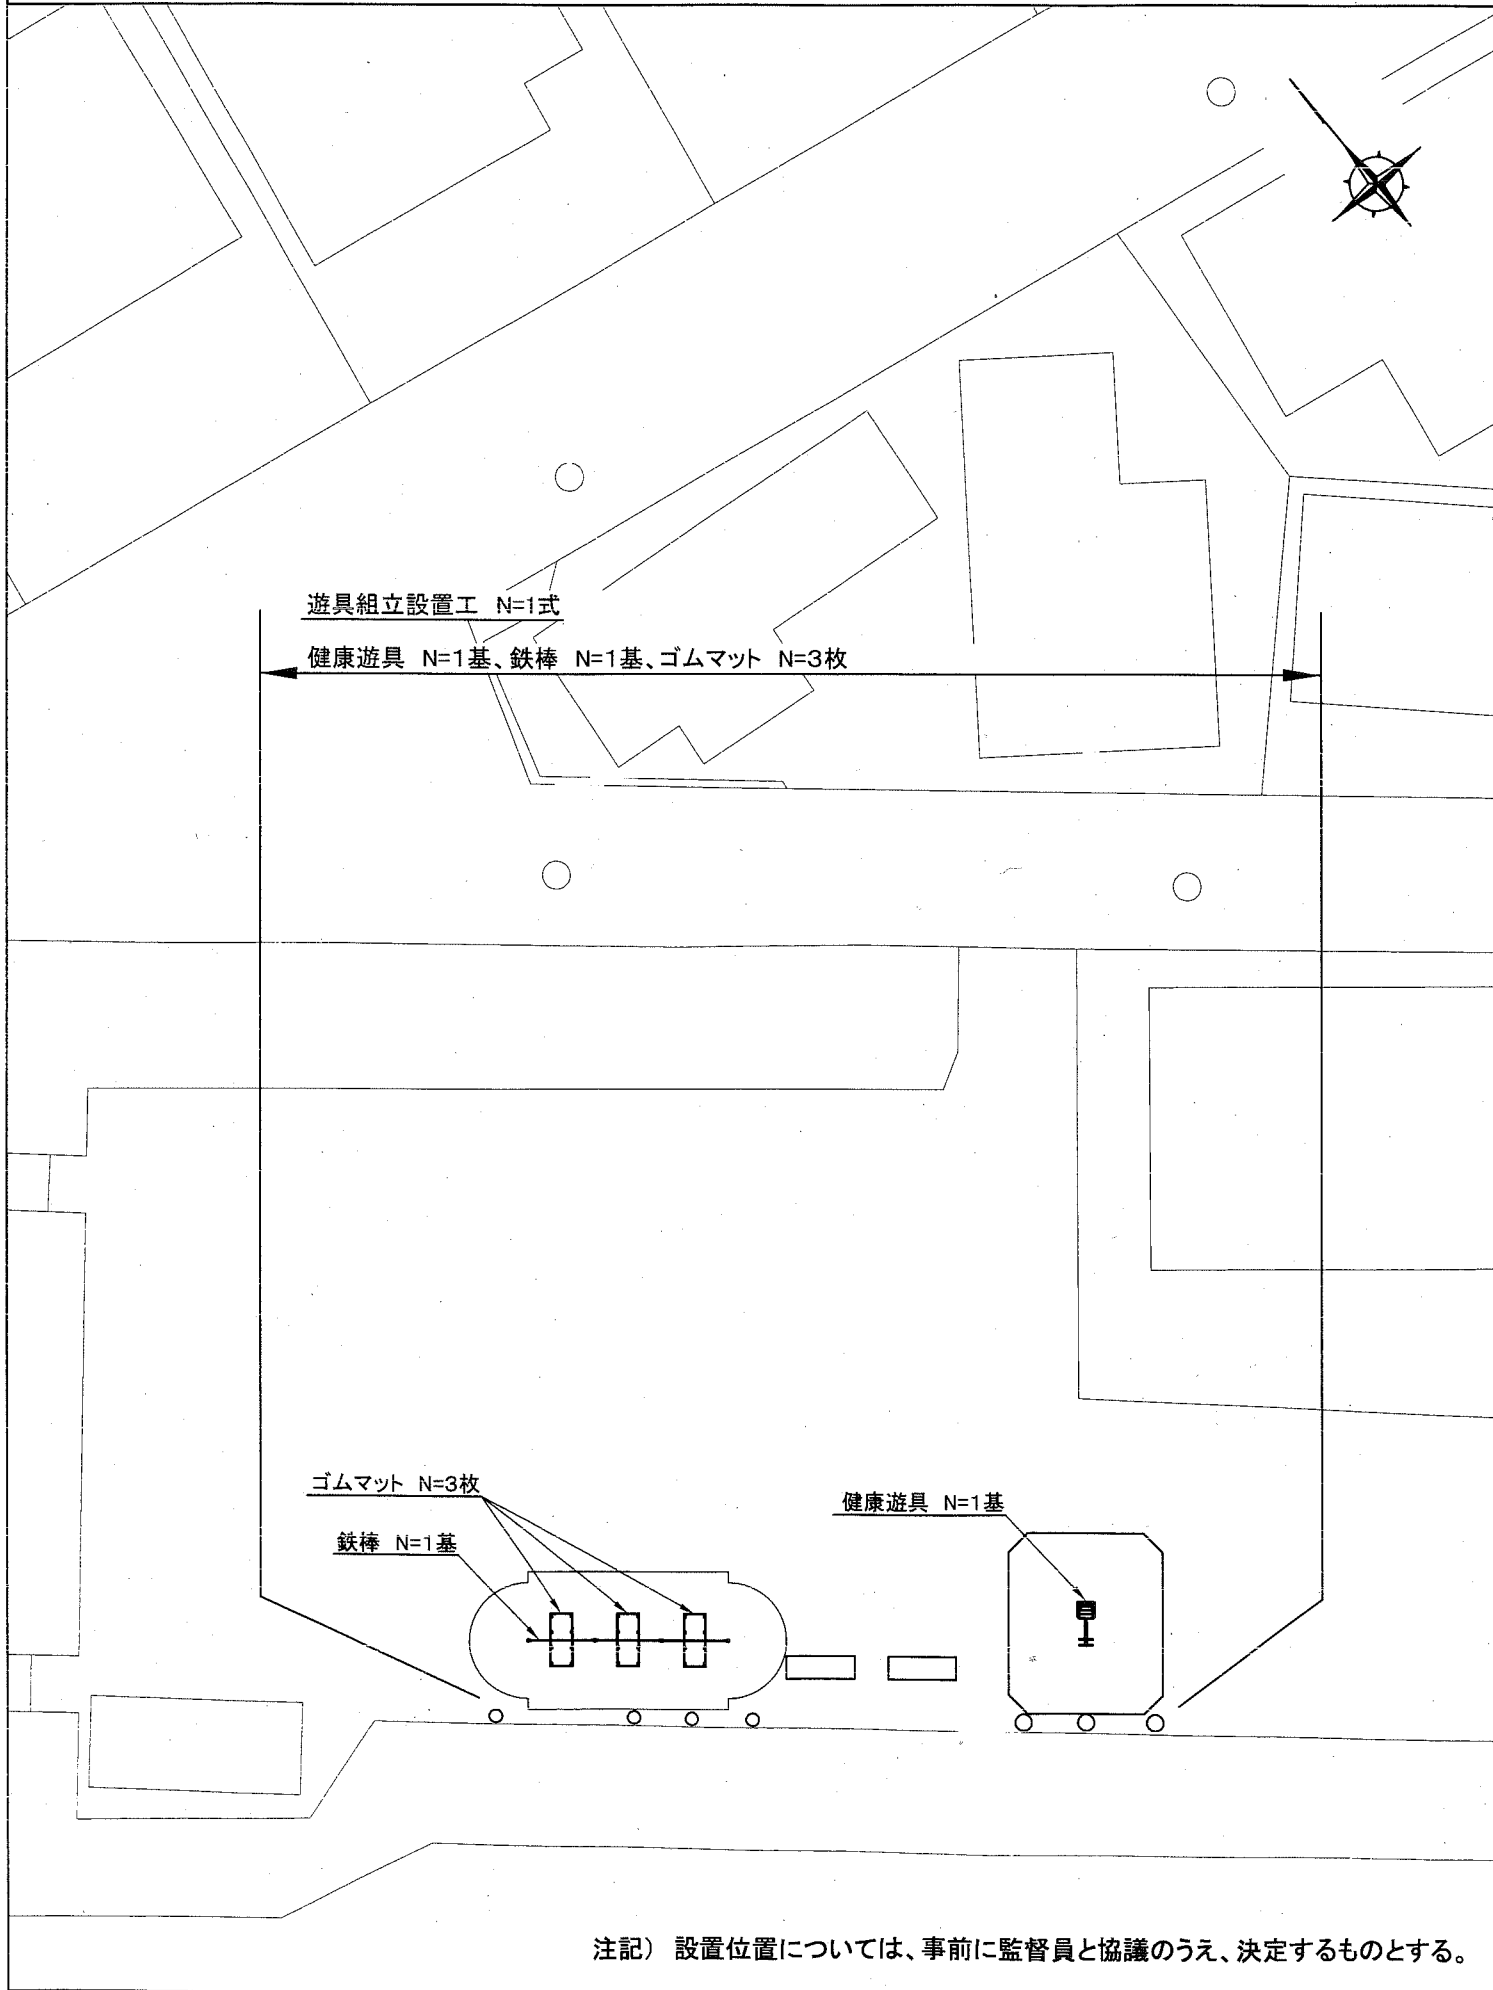 遊具組立設置工 N=1式
健康遊具 N=1基、鉄棒 N=1基、ゴムマット N=3枚
ゴムマット N=3枚
鉄棒 N=1基
健康遊具 N=1基
注記） 設置位置については、事前に監督員と協議のうえ、決定するものとする。